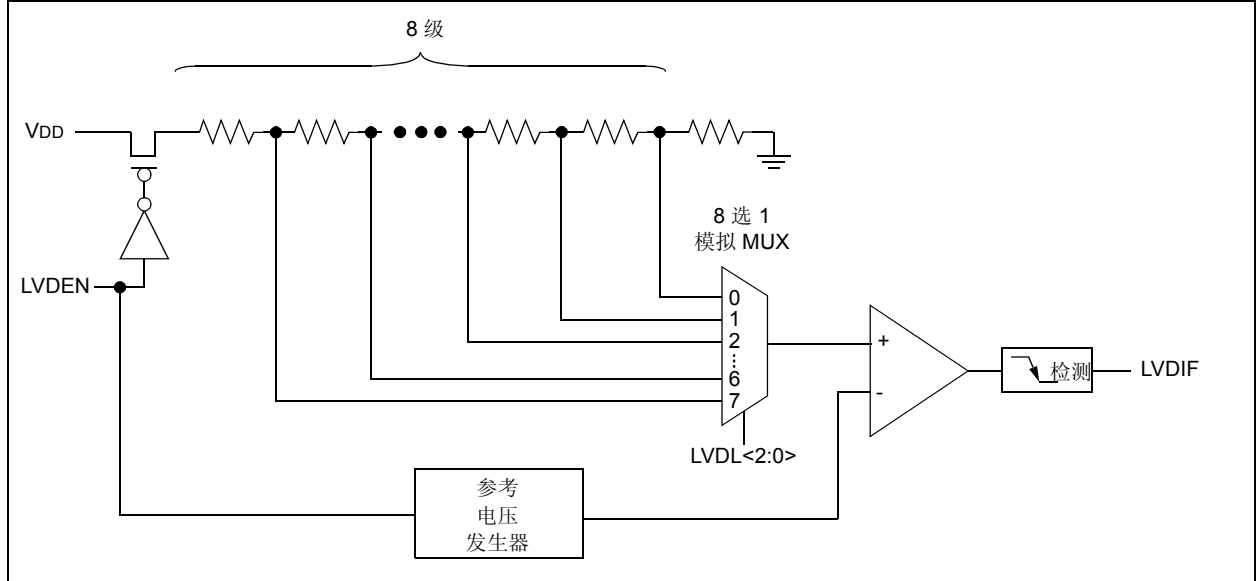 8 级
VDD
8 选 1
模拟 MUX
LVDEN
0
1
2
6
7
+
-
检测
LVDIF
LVDL<2:0>
参考
电压
发生器